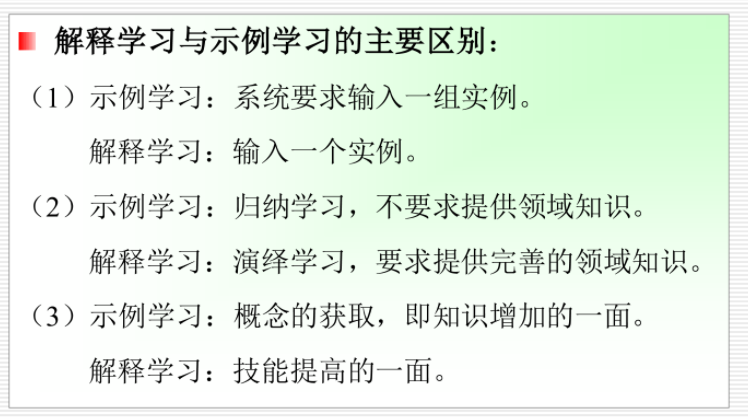 解释学习与示例学习的主要区别：
（1）示例学习：系统要求输入一组实例。
解释学习：输入一个实例。
（2）示例学习：归纳学习，不要求提供领域知识。
解释学习：演绎学习，要求提供完善的领域知识。
（3）示例学习：概念的获取，即知识增加的一面。
解释学习：技能提高的一面。